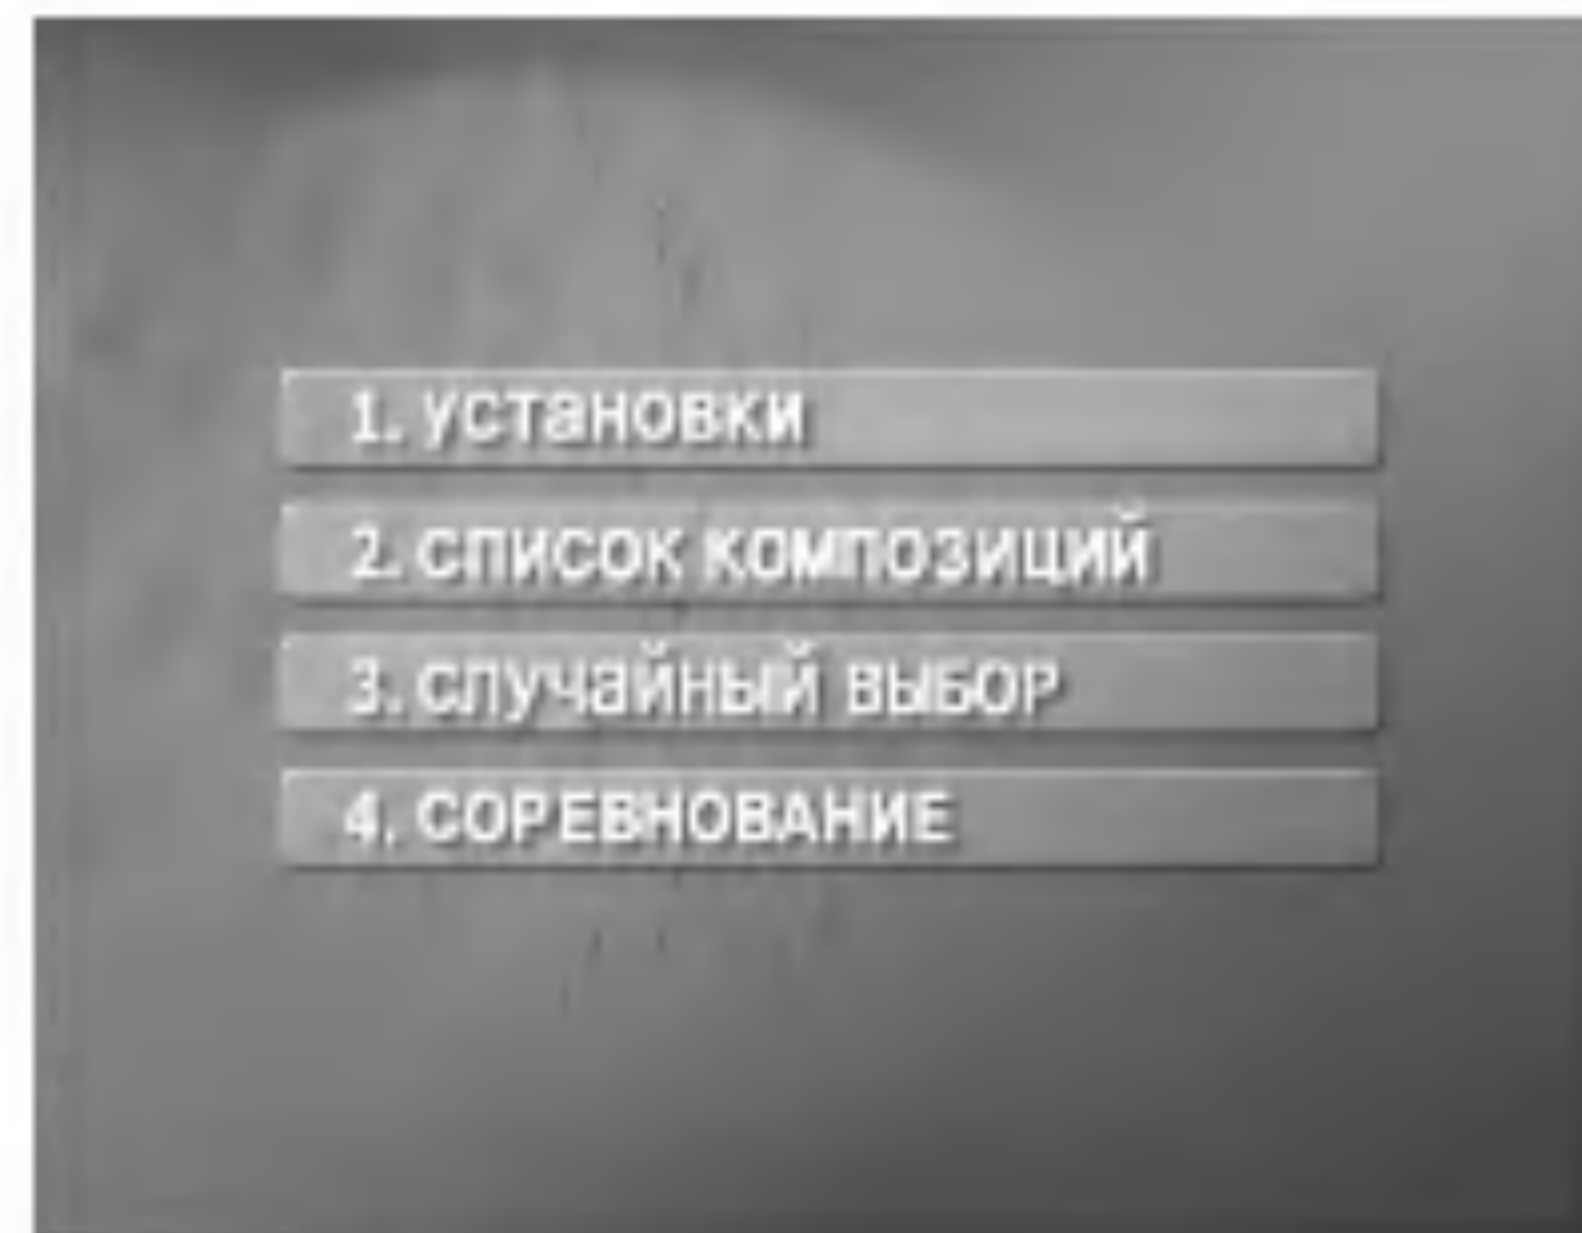 1. Установки
2. Список композиций
3. Случайный выбор
4. СОРЕВНОВАНИЕ